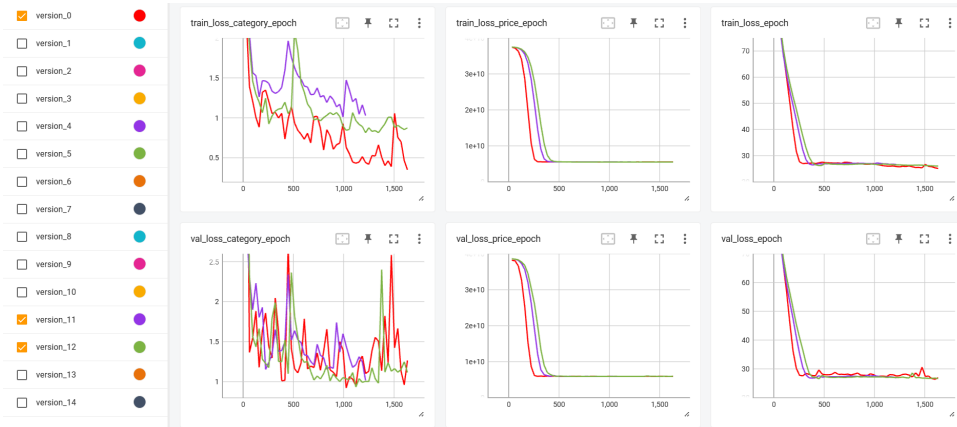 version_0
version_1
version_2
version_3
version_4
version_5
version_6
version_7
version_8
version_9
version_10
version_11
version_12
version_13
version_14
train_loss_category_epoch
1.5
1
0.5
0
500
1,000
1,500
train_loss_price_epoch
3e+10
2e+10
1e+10
0
500
1,000
1,500
train_loss_epoch
70
60
50
40
30
0
500
1,000
1,500
val_loss_category_epoch
2.5
2
1.5
1
0
500
1,000
1,500
val_loss_price_epoch
3e+10
2e+10
1e+10
0
500
1,000
1,500
val_loss_epoch
60
50
40
30
0
500
1,000
1,500